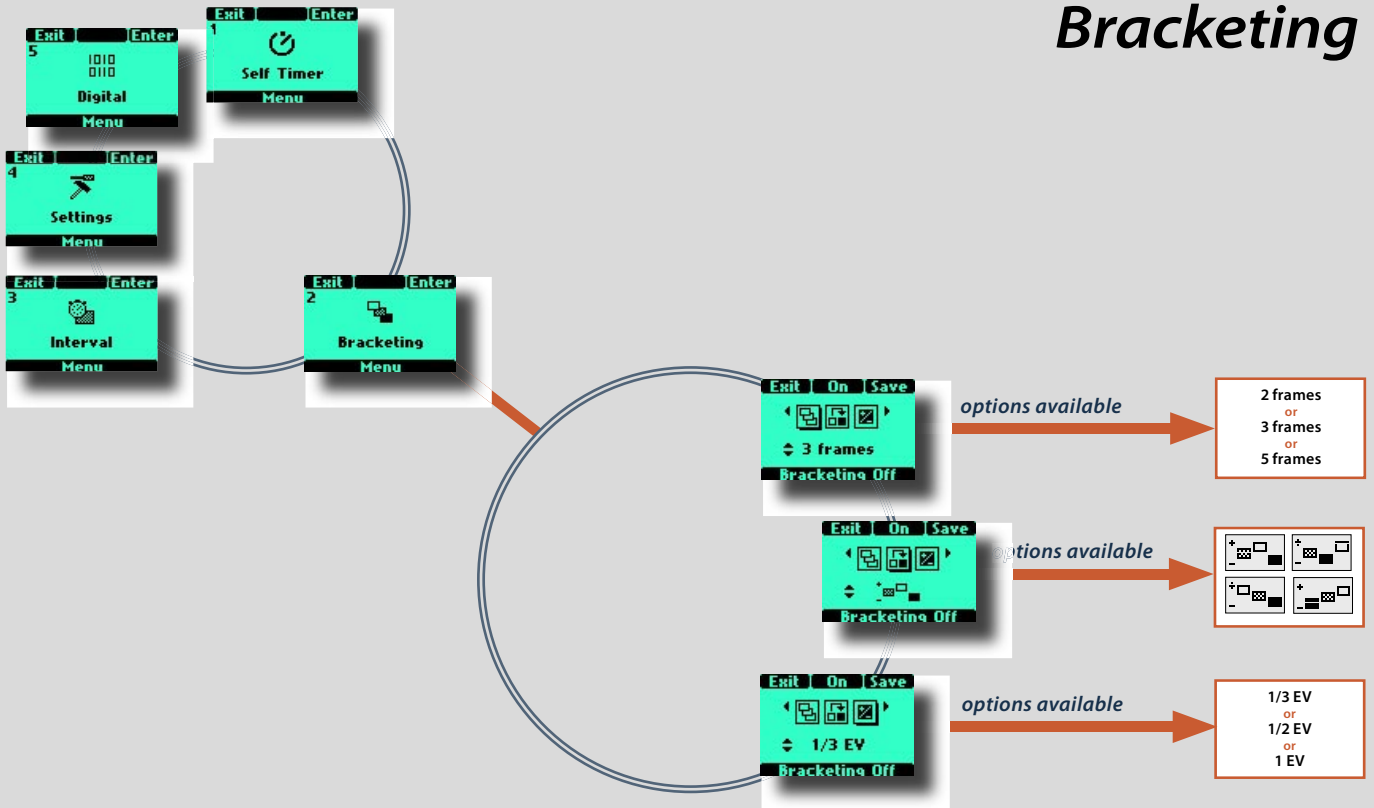 Bracketing
Exit Enter
1
Self Timer
Menu
Exit Enter
5
1010
0110
Digital
Menu
Exit Enter
4
Settings
Menu
Exit Enter
3
Interval
Menu
Exit Enter
2
Bracketing
Menu
Exit On Save
3 frames
Bracketing Off
options available
2 frames
or
3 frames
or
5 frames
Exit On Save
Bracketing Off
options available
Exit On Save
1/3 EV
Bracketing Off
options available
1/3 EV
or
1/2 EV
or
1 EV